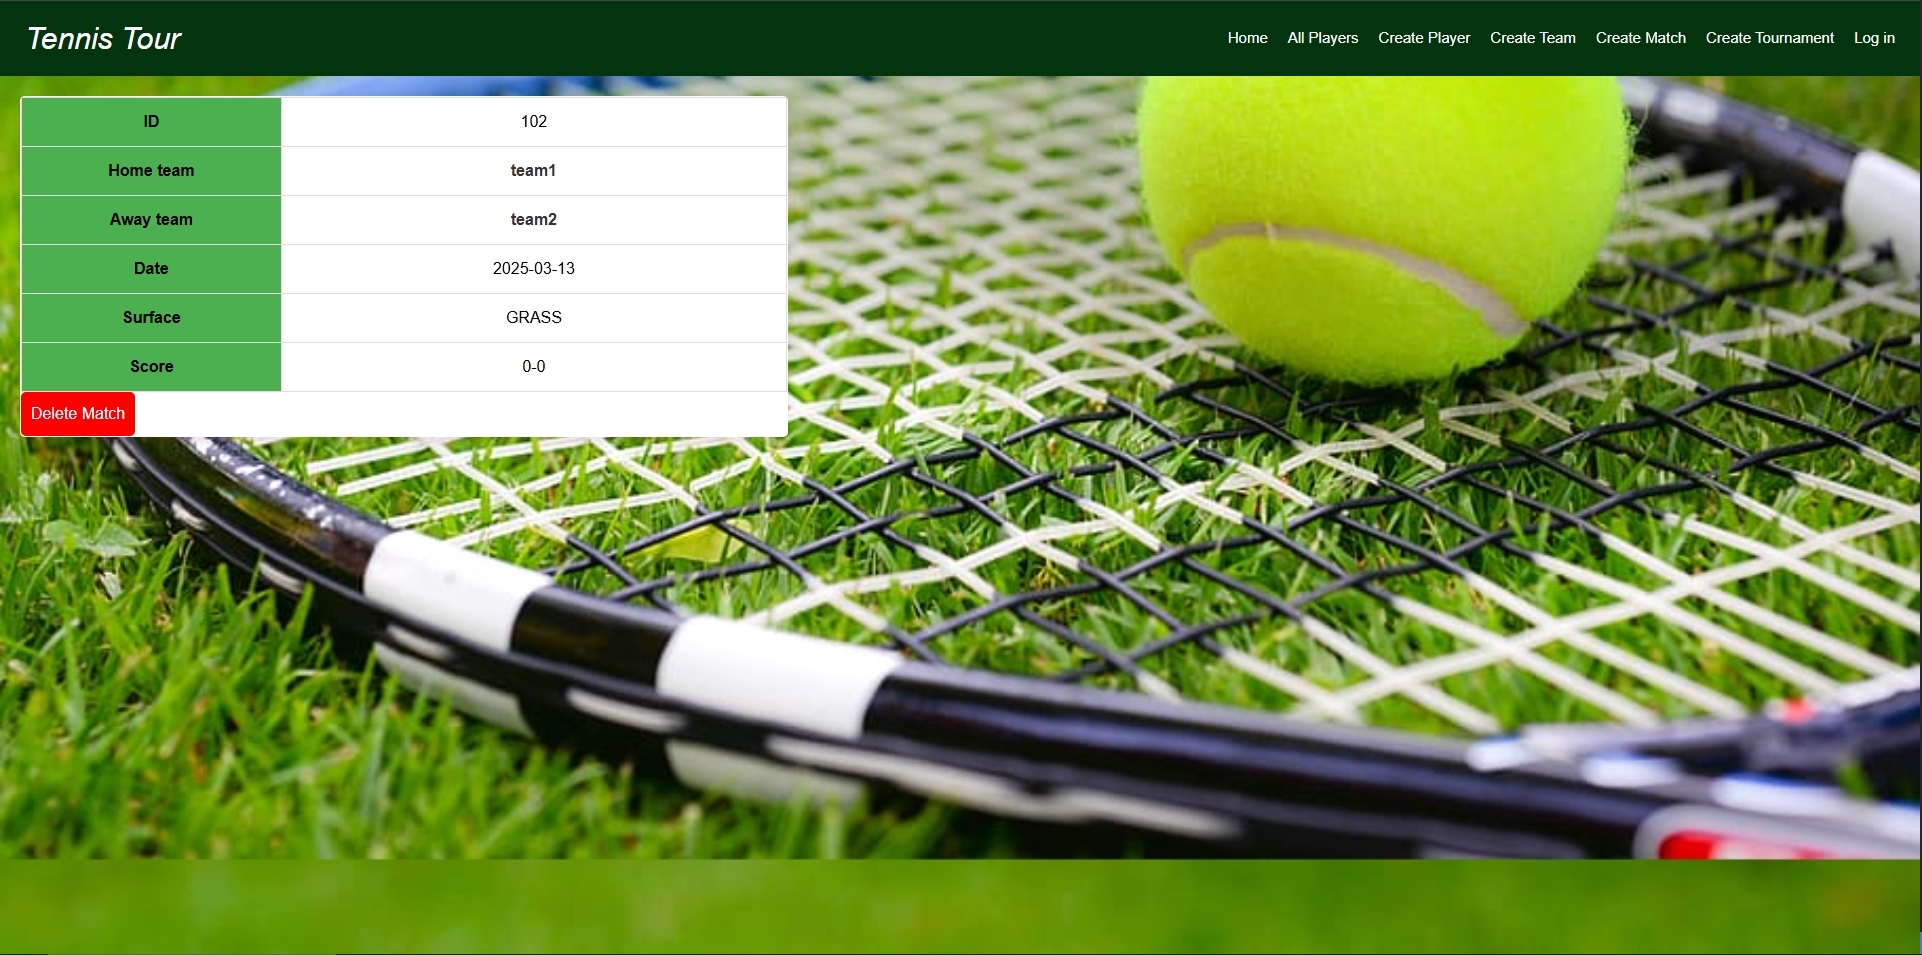 Tennis Tour
Home All Players Create Player Create Team Create Match Create Tournament Log in
ID 102
Home team team1
Away team team2
Date 2025-03-13
Surface GRASS
Score 0-0
Delete Match